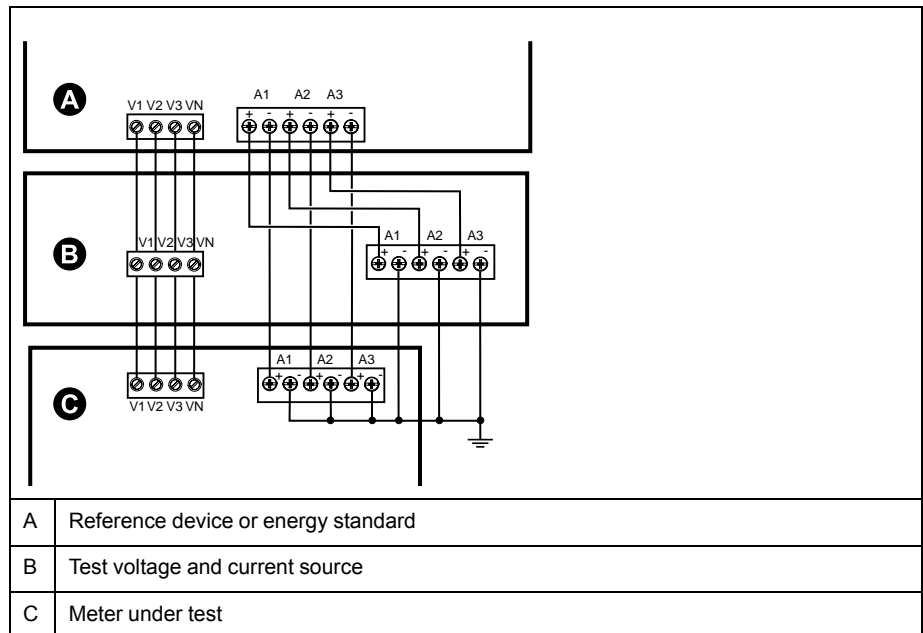 A
V1 V2 V3 VN
A1 A2 A3
+ - + - + -
B
V1 V2 V3 VN
A1 A2 A3
+ - + - + -
C
V1 V2 V3 VN
A1 A2 A3
+ - + - + -
A Reference device or energy standard
B Test voltage and current source
C Meter under test